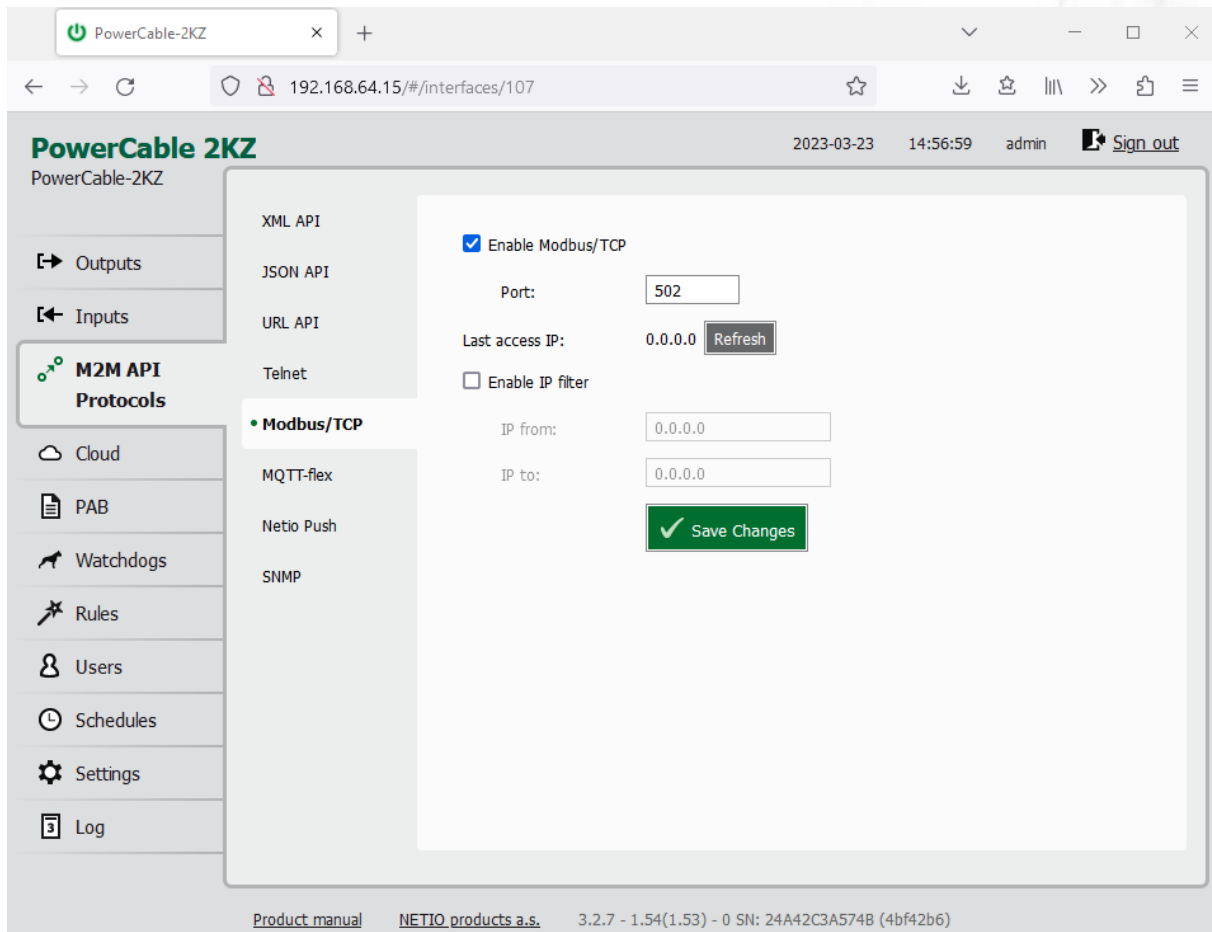 PowerCable-2KZ
192.168.64.15/#/interfaces/107
PowerCable 2KZ
2023-03-23 14:56:59 admin Sign out
PowerCable-2KZ
Outputs
Inputs
M2M API
Protocols
Cloud
PAB
Watchdogs
Rules
Users
Schedules
Settings
3 Log
XML API
JSON API
URL API
Telnet
• Modbus/TCP
MQTT-flex
Netio Push
SNMP
Enable Modbus/TCP
Port: 502
Last access IP: 0.0.0.0 Refresh
Enable IP filter
IP from: 0.0.0.0
IP to: 0.0.0.0
Save Changes
Product manual NETIO products a.s. 3.2.7 - 1.54(1.53) - 0 SN: 24A42C3A574B (4bf42b6)